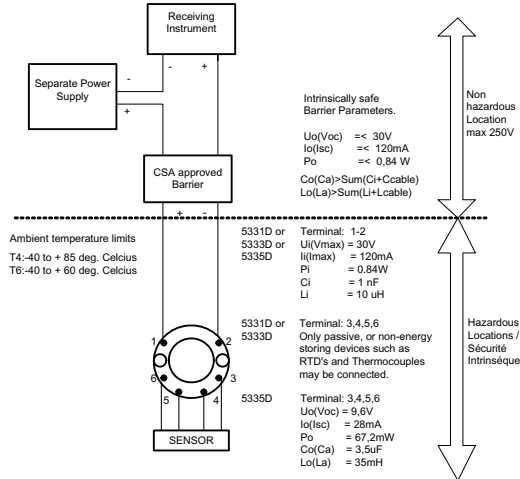 Receiving
Instrument
- +
Separate Power
Supply
-
+
Intrinsically safe
Barrier Parameters.
Uo(Voc) =< 30V
Io(Isc) =< 120mA
Po =< 0,84 W
Co(Ca)>Sum(Ci+Ccable)
Lo(La)>Sum(Li+Lcable)
Non
hazardous
Location
max 250V
CSA approved
Barrier
+ -
Ambient temperature limits
T4:-40 to + 85 deg. Celcius
T6:-40 to + 60 deg. Celcius
5331D or
5333D or
5335D
Terminal: 1-2
Ui(Vmax) = 30V
Ii(Imax) = 120mA
Pi = 0.84W
Ci = 1 nF
Li = 10 uH
5331D or
5333D
Terminal: 3,4,5,6
Only passive, or non-energy
storing devices such as
RTD's and Thermocouples
may be connected.
Hazardous
Locations /
Sécurité
Intrinséque
1 2
6 3
5 4
SENSOR
5335D
Terminal: 3,4,5,6
Uo(Voc) = 9,6V
Io(Isc) = 28mA
Po = 67,2mW
Co(Ca) = 3,5uF
Lo(La) = 35mH